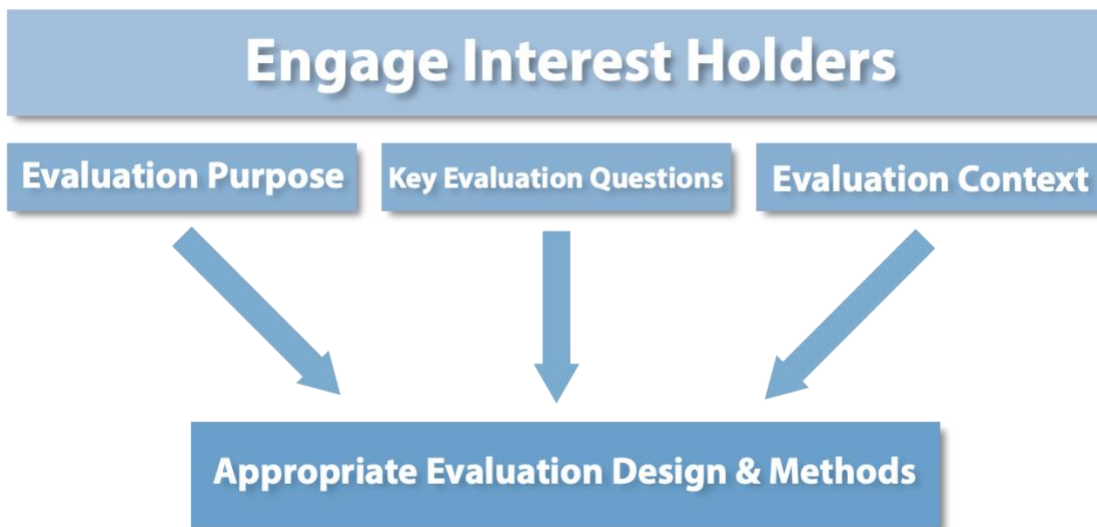 Engage Interest Holders
Evaluation Purpose
Key Evaluation Questions
Evaluation Context
Appropriate Evaluation Design & Methods